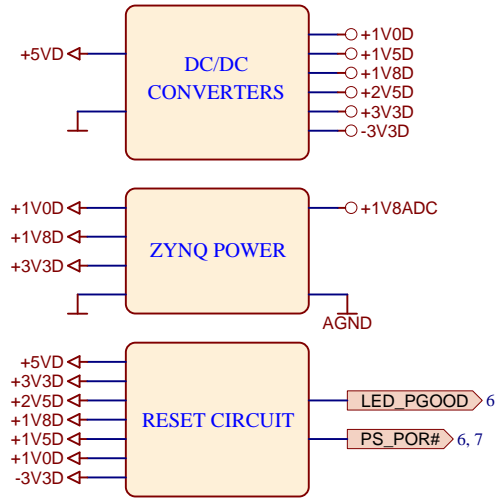 +5VD
DC/DC
CONVERTERS
+1V0D
+1V5D
+1V8D
+2V5D
+3V3D
-3V3D
+1V0D
+1V8D
+3V3D
ZYNQ POWER
+1V8ADC
AGND
+5VD
+3V3D
+2V5D
+1V8D
+1V5D
+1V0D
-3V3D
RESET CIRCUIT
LED_PGOOD 6
PS_POR# 6, 7